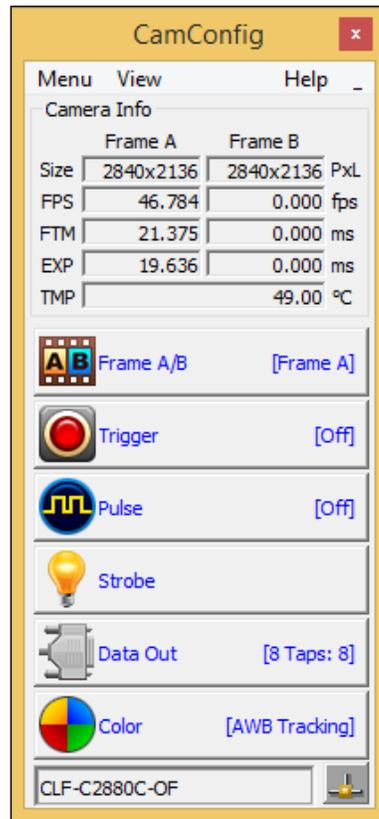 CamConfig x
Menu View Help _
Camera Info
Frame A Frame B
Size 2840x2136 2840x2136 PxL
FPS 46.784 0.000 fps
FTM 21.375 0.000 ms
EXP 19.636 0.000 ms
TMP 49.00 ºC
A B Frame A/B [Frame A]
Trigger [Off]
Pulse [Off]
Strobe
Data Out [8 Taps: 8]
Color [AWB Tracking]
CLF-C2880C-OF